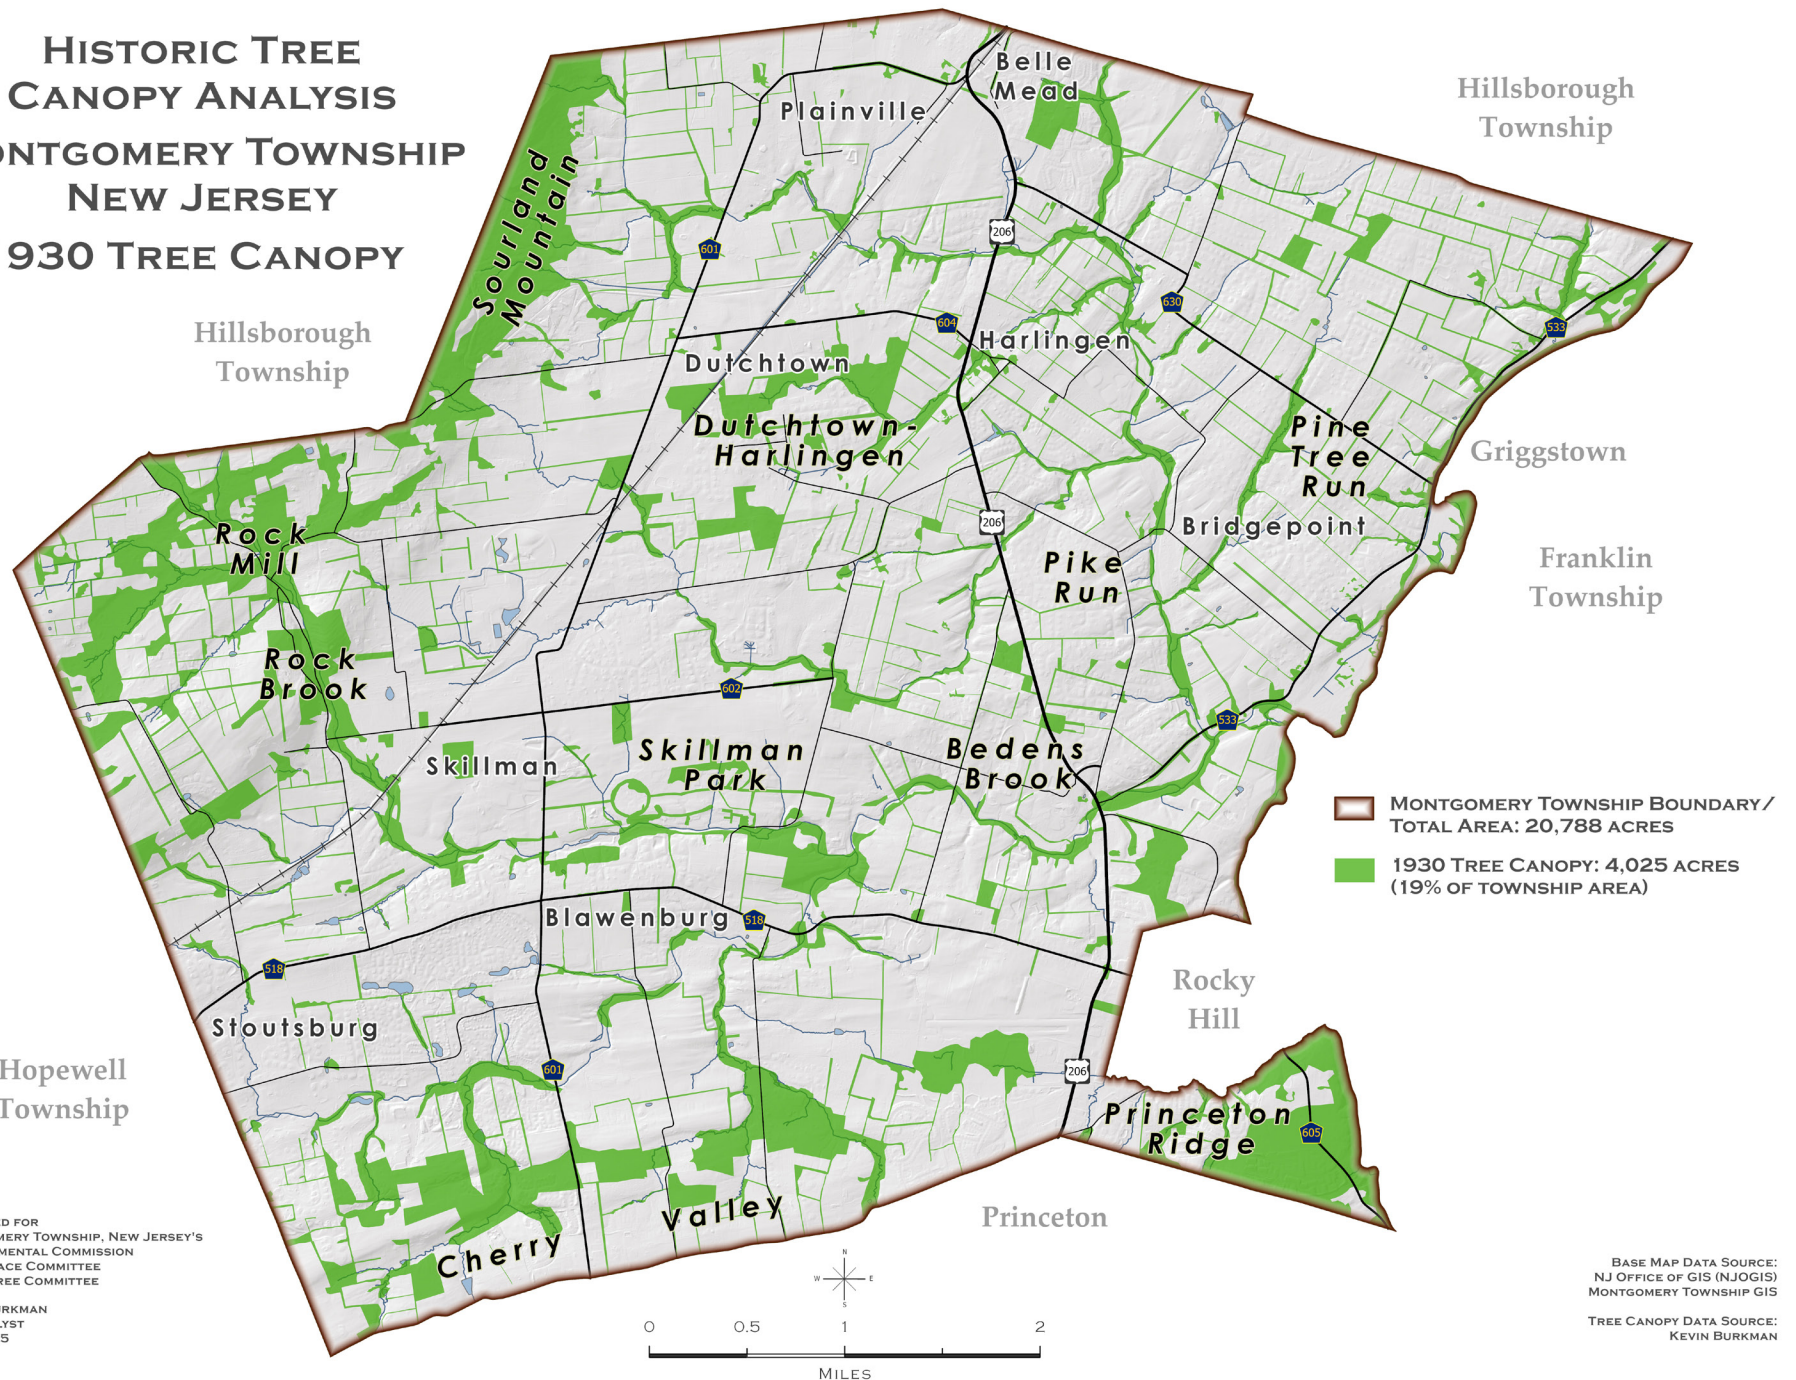 HISTORIC TREE
CANOPY ANALYSIS
ONTGOMERY TOWNSHIP
NEW JERSEY
930 TREE CANOPY
Belle
Mead
Plainville
Hillsborough
Township
Sourland
Mountain
601
206
630
533
604
Harlingen
Hillsborough
Township
Dutchtown
Dutchtown-
Harlingen
Pine
Tree
Run
Griggstown
206
Bridgepoint
Rock
Mill
Pike
Run
Franklin
Township
Rock
Brook
602
533
Skillman
Skillman
Park
Bedens
Brook
MONTGOMERY TOWNSHIP BOUNDARY/
TOTAL AREA: 20,788 ACRES
1930 TREE CANOPY: 4,025 ACRES
(19% OF TOWNSHIP AREA)
Blawenburg
518
518
Rocky
Hill
Stoutsburg
601
206
Hopewell
Township
Princeton
Ridge
605
Valley
Princeton
Cherry
ED FOR
MERY TOWNSHIP, NEW JERSEY'S
MENTAL COMMISSION
ACE COMMITTEE
REE COMMITTEE
URKMAN
LYST
5
N
W
E
S
0 0.5 1 2
MILES
BASE MAP DATA SOURCE:
NJ OFFICE OF GIS (NJOGIS)
MONTGOMERY TOWNSHIP GIS
TREE CANOPY DATA SOURCE:
KEVIN BURKMAN